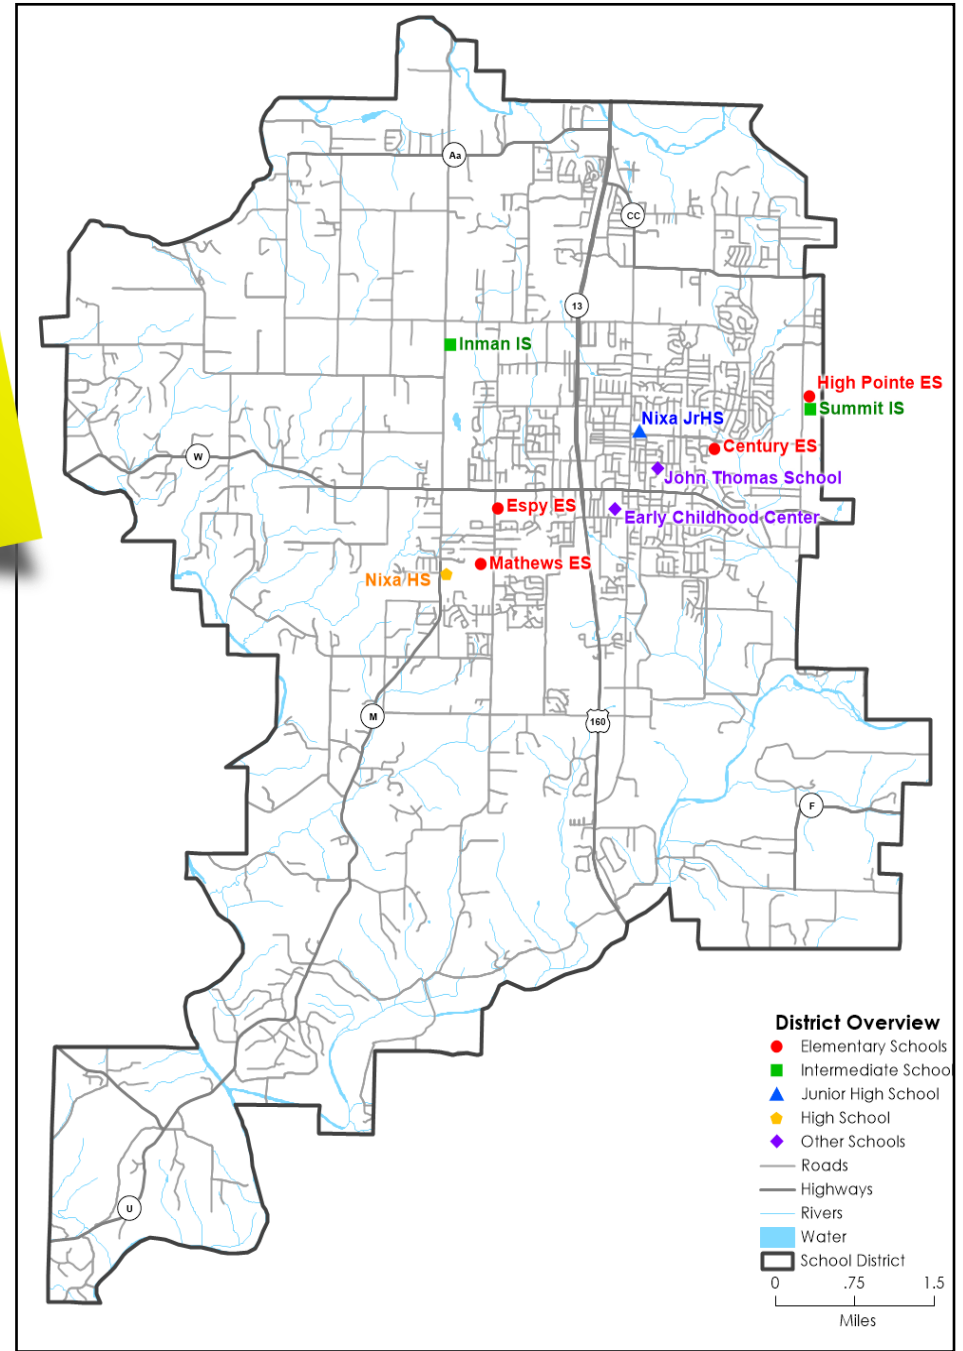 Aa
CC
13
Inman IS
High Pointe ES
Summit IS
Nixa JrHS
Century ES
W
John Thomas School
Espy ES
Early Childhood Center
Mathews ES
Nixa HS
M
160
F
U
District Overview
Elementary Schools
Intermediate School
Junior High School
High School
Other Schools
Roads
Highways
Rivers
Water
School District
0 .75 1.5
Miles